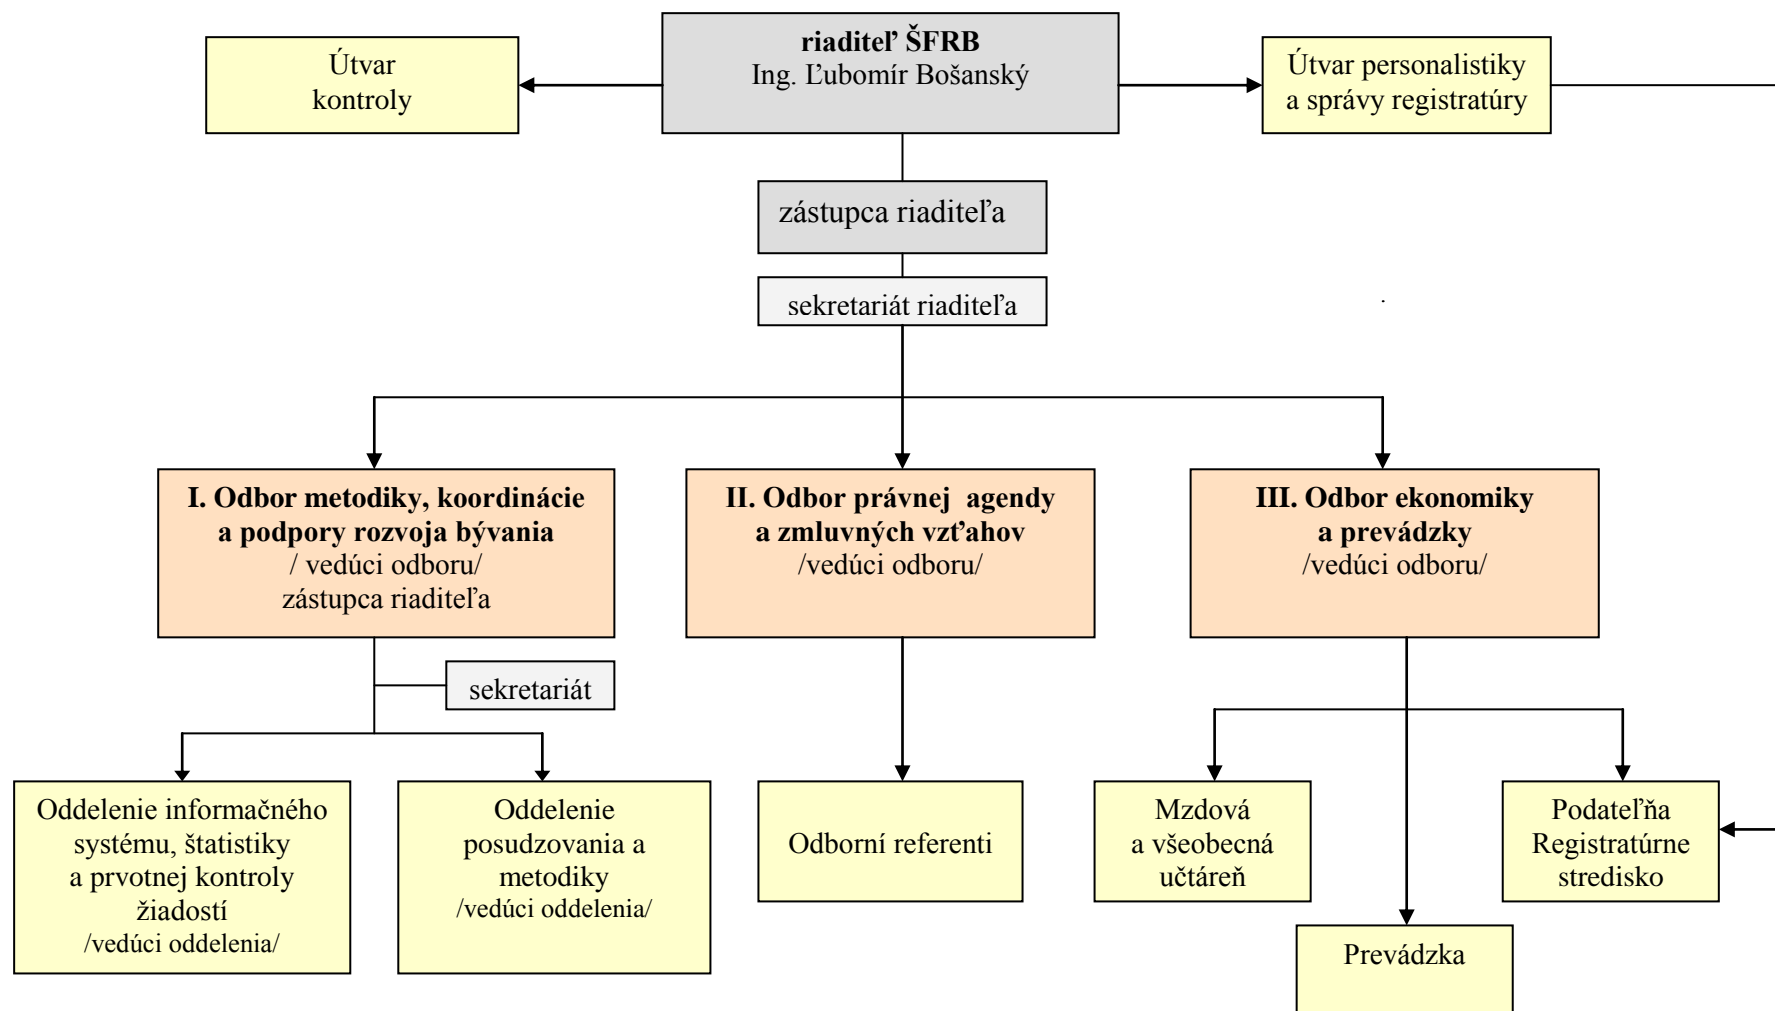 riaditeľ ŠFRB
Ing. Ľubomír Bošanský
Útvar
kontroly
Útvar personalistiky
a správy registratúry
zástupca riaditeľa
sekretariát riaditeľa
.
I. Odbor metodiky, koordinácie
a podpory rozvoja bývania
/ vedúci odboru/
zástupca riaditeľa
II. Odbor právnej  agendy
a zmluvných vzťahov
/vedúci odboru/
III. Odbor ekonomiky
a prevádzky
/vedúci odboru/
sekretariát
Oddelenie informačného
systému, štatistiky
a prvotnej kontroly
žiadostí
/vedúci oddelenia/
Oddelenie
posudzovania a
metodiky
/vedúci oddelenia/
Odborní referenti
Mzdová
a všeobecná
učtáreň
Podateľňa
Registratúrne
stredisko
Prevádzka